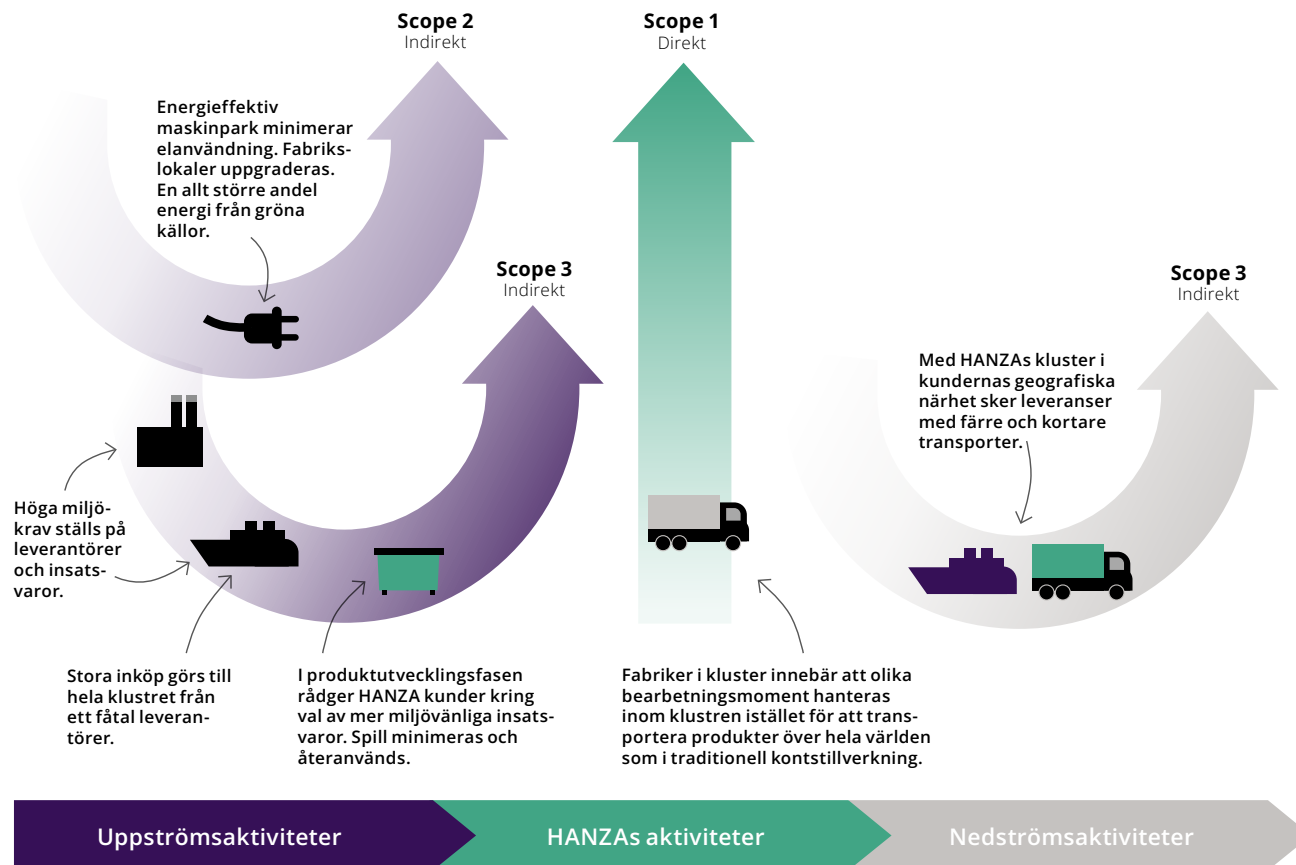 Scope 2
Indirekt
Scope 1
Direkt
Energieffektiv
maskinpark minimerar
elanvändning. Fabriks-
lokaler uppgraderas.
En allt större andel
energi från gröna
källor.
Scope 3
Indirekt
Scope 3
Indirekt
Med HANZAs kluster i
kundernas geografiska
närhet sker leveranser
med färre och kortare
transporter.
Höga miljö-
krav ställs på
leverantörer
och insats-
varor.
Stora inköp görs till
hela klustret från
ett fåtal leveran-
törer.
I produktutvecklingsfasen
rådger HANZA kunder kring
val av mer miljövänliga insats-
varor. Spill minimeras och
återanvänds.
Fabriker i kluster innebär att olika
bearbetningsmoment hanteras
inom klustren istället för att trans-
portera produkter över hela världen
som i traditionell kontstillverkning.
Uppströmsaktiviteter
HANZAs aktiviteter
Nedströmsaktiviteter